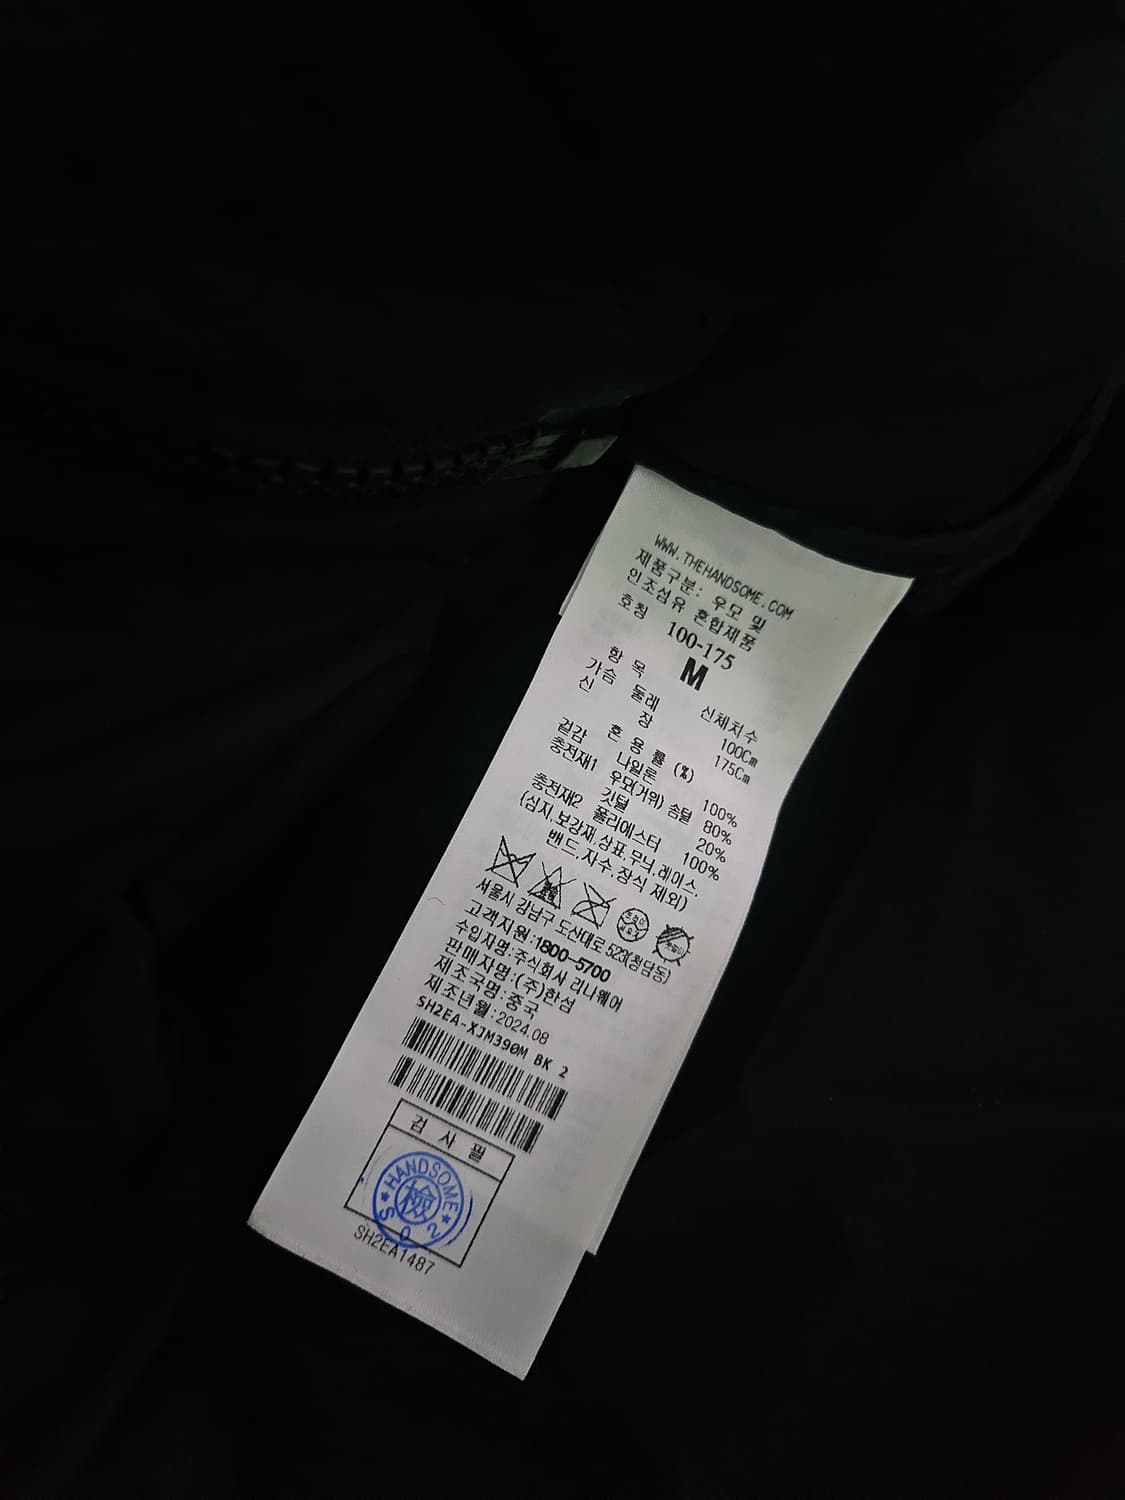 WWW.THEHANDSOME.COM
제품구분: 우모 및
인조섬유 혼합제품
호칭 100-175
M
항 목 신체치수
가슴 둘레 100Cm
신 장 175Cm
혼 용 률 (%)
겉감 나일론 100%
충전재1 우모(거위) 솜털 80%
깃털 20%
충전재2 폴리에스터 100%
(심지,보강재,상표,무늬,레이스,
밴드,자수,장식 제외)
서울시 강남구 도산대로 523(청담동)
고객지원:1800-5700
수입자명:주식회사 리나웨어
판매자명:(주)한섬
제조국명:중국
제조년월:2024.08
SH2EA-XJM390M BK 2
검 사 필
HANDSOME
檢
S 0 2
SH2EA1487